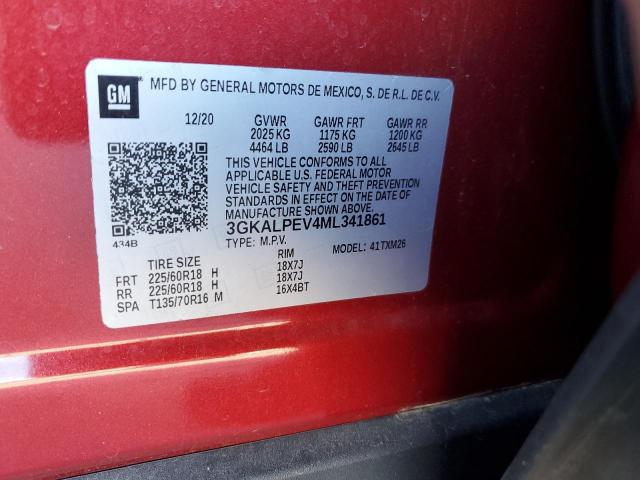 GM MFD BY GENERAL MOTORS DE MEXICO, S. DE R.L. DE C.V.
12/20 GVWR GAWR FRT GAWR RR
2025 KG 1175 KG 1200 KG
4464 LB 2590 LB 2645 LB
THIS VEHICLE CONFORMS TO ALL
APPLICABLE U.S. FEDERAL MOTOR
VEHICLE SAFETY AND THEFT PREVENTION
STANDARDS IN EFFECT ON THE DATE OF
MANUFACTURE SHOWN ABOVE.
434B 3GKALPEV4ML341861
TYPE: M.P.V. MODEL: 41TXM26
TIRE SIZE RIM
FRT 225/60R18 H 18X7J
RR 225/60R18 H 18X7J
SPA T135/70R16 M 16X4BT